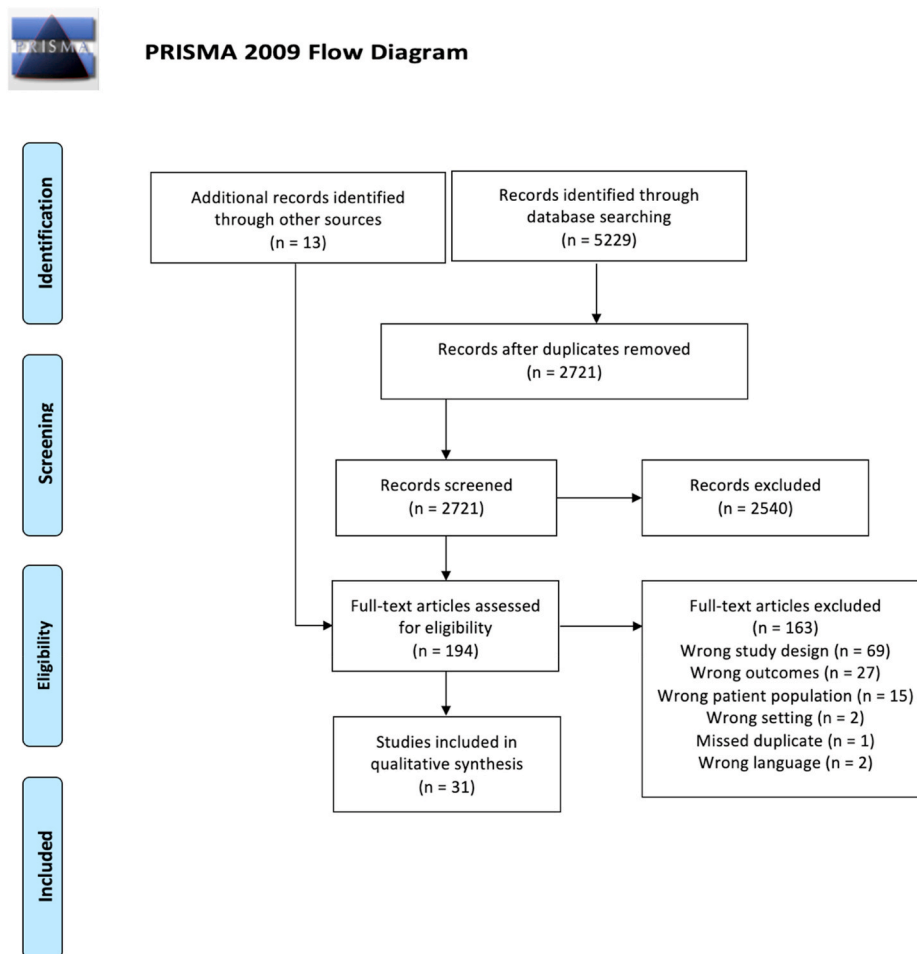 PRISMA
PRISMA 2009 Flow Diagram
Identification
Additional records identified
through other sources
(n = 13)
Records identified through
database searching
(n = 5229)
Records after duplicates removed
(n = 2721)
Screening
Records screened
(n = 2721)
Records excluded
(n = 2540)
Eligibility
Full-text articles assessed
for eligibility
(n = 194)
Full-text articles excluded
(n = 163)
Wrong study design (n = 69)
Wrong outcomes (n = 27)
Wrong patient population (n = 15)
Wrong setting (n = 2)
Missed duplicate (n = 1)
Wrong language (n = 2)
Studies included in
qualitative synthesis
(n = 31)
Included